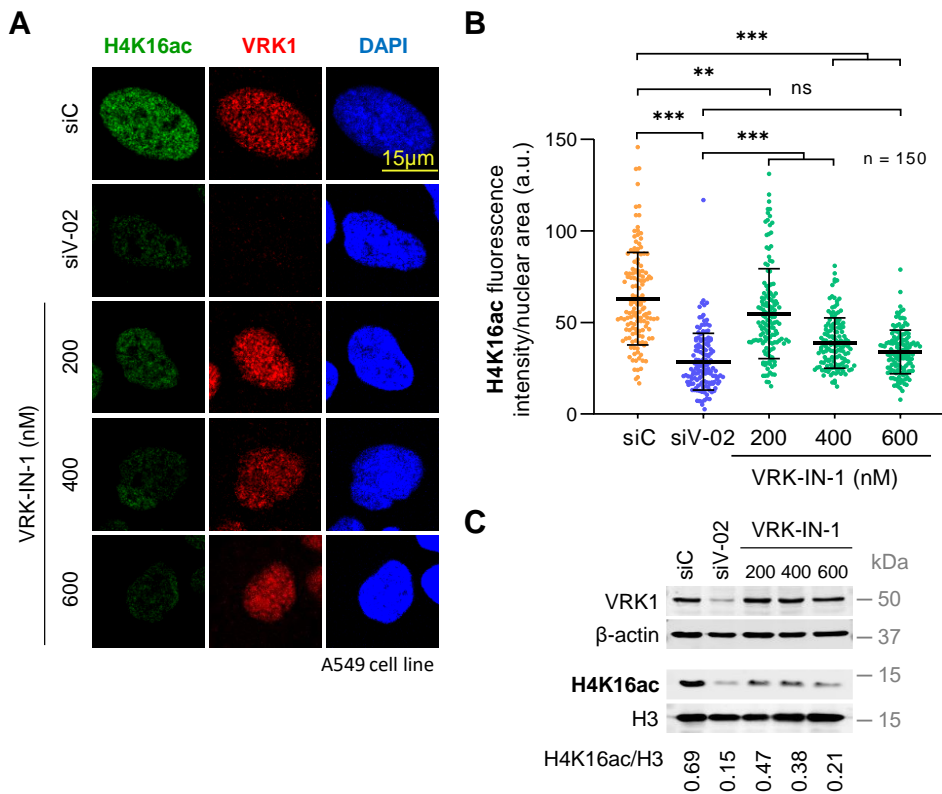 A
H4K16ac VRK1 DAPI
siC
15µm
siV-02
VRK-IN-1 (nM)
200
400
600
A549 cell line
B
***
**
ns
*** ***
n = 150
H4K16ac fluorescence
intensity/nuclear area (a.u.)
150
100
50
0
siC siV-02 200 400 600
VRK-IN-1 (nM)
C
siC siV-02 VRK-IN-1 kDa
200 400 600
VRK1 50
β-actin 37
H4K16ac 15
H3 15
H4K16ac/H3 0.69 0.15 0.47 0.38 0.21